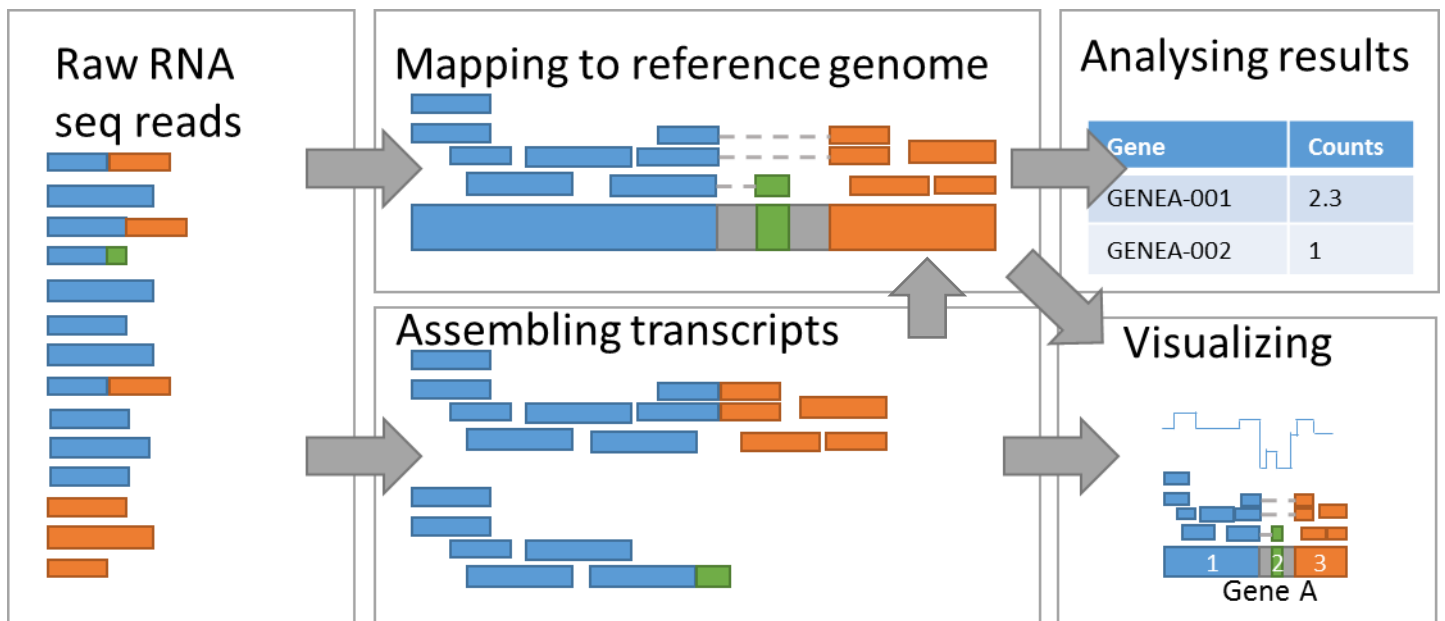 Raw RNA
seq reads
Mapping to reference genome
Analysing results
Gene Counts
GENEA-001 2.3
GENEA-002 1
Assembling transcripts
Visualizing
1 2 3
Gene A